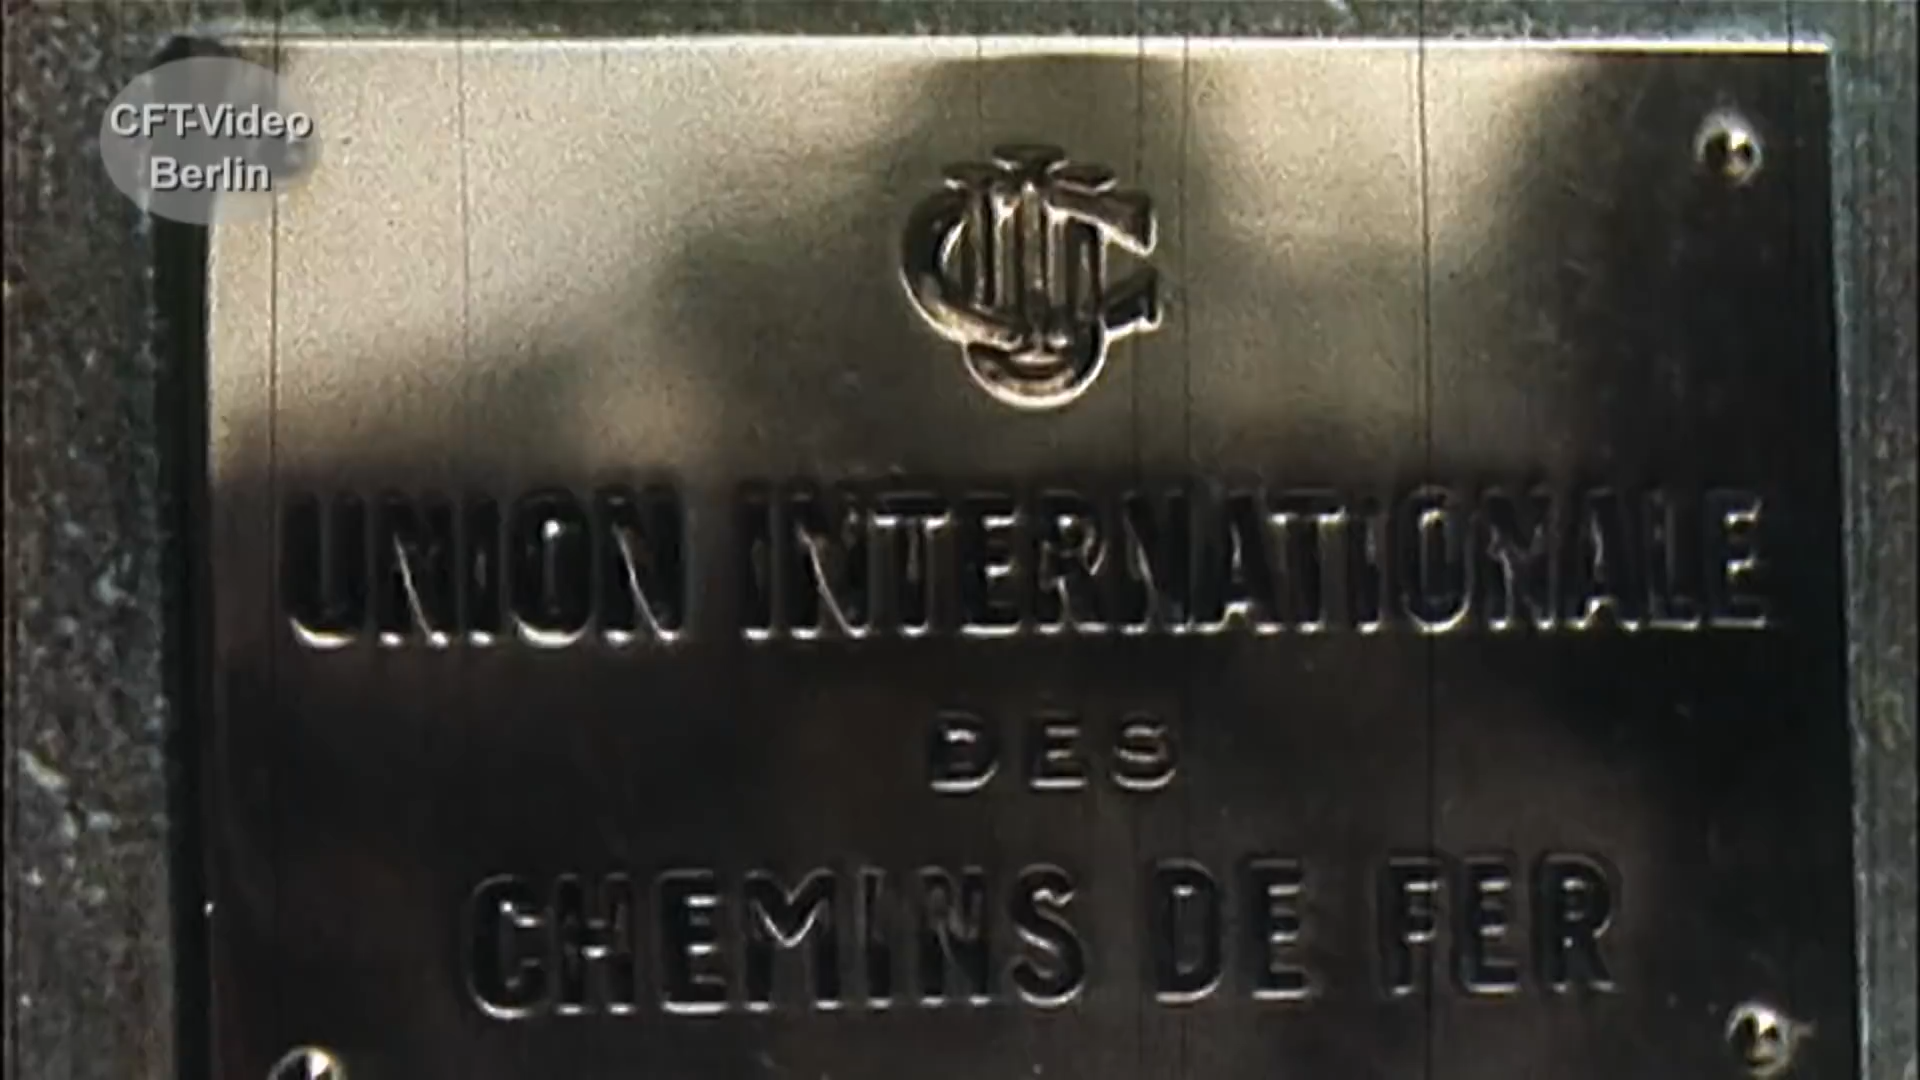 CFT-Video
Berlin
UNION INTERNATIONALE
DES
CHEMINS DE FER